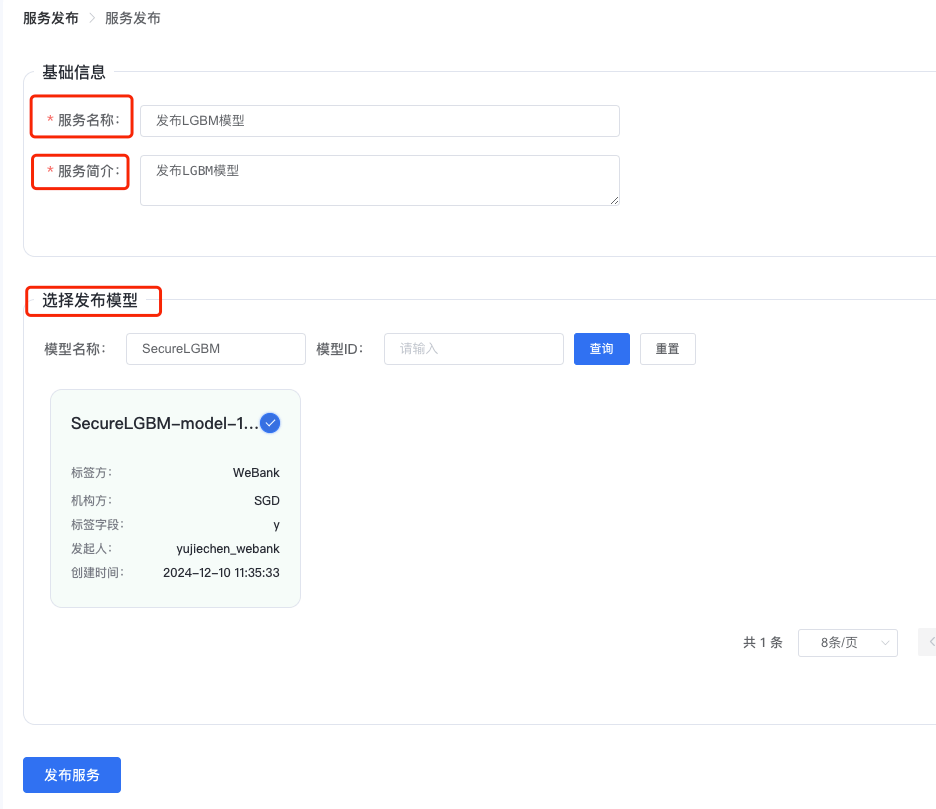 服务发布 > 服务发布
基础信息
* 服务名称： 发布LGBM模型
* 服务简介： 发布LGBM模型
选择发布模型
模型名称： SecureLGBM 模型ID： 请输入 查询 重置
SecureLGBM-model-1...
标签方： WeBank
机构方： SGD
标签字段： y
发起人： yujiechen_webank
创建时间： 2024-12-10 11:35:33
共 1 条 8条/页
发布服务